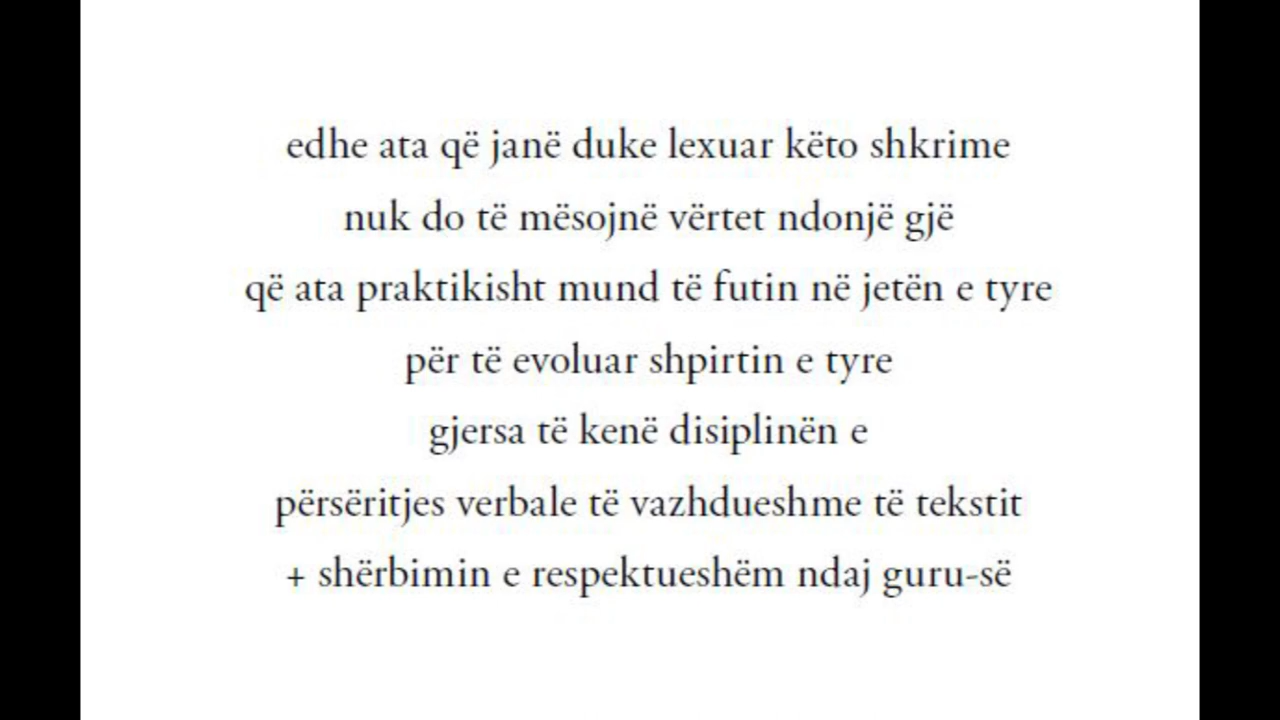 edhe ata që janë duke lexuar këto shkrime
nuk do të mësojnë vërtet ndonjë gjë
që ata praktikisht mund të futin në jetën e tyre
për të evoluar shpirtin e tyre
gjersa të kenë disiplinën e
përsëritjes verbale të vazhdueshme të tekstit
+ shërbimin e respektueshëm ndaj guru-së